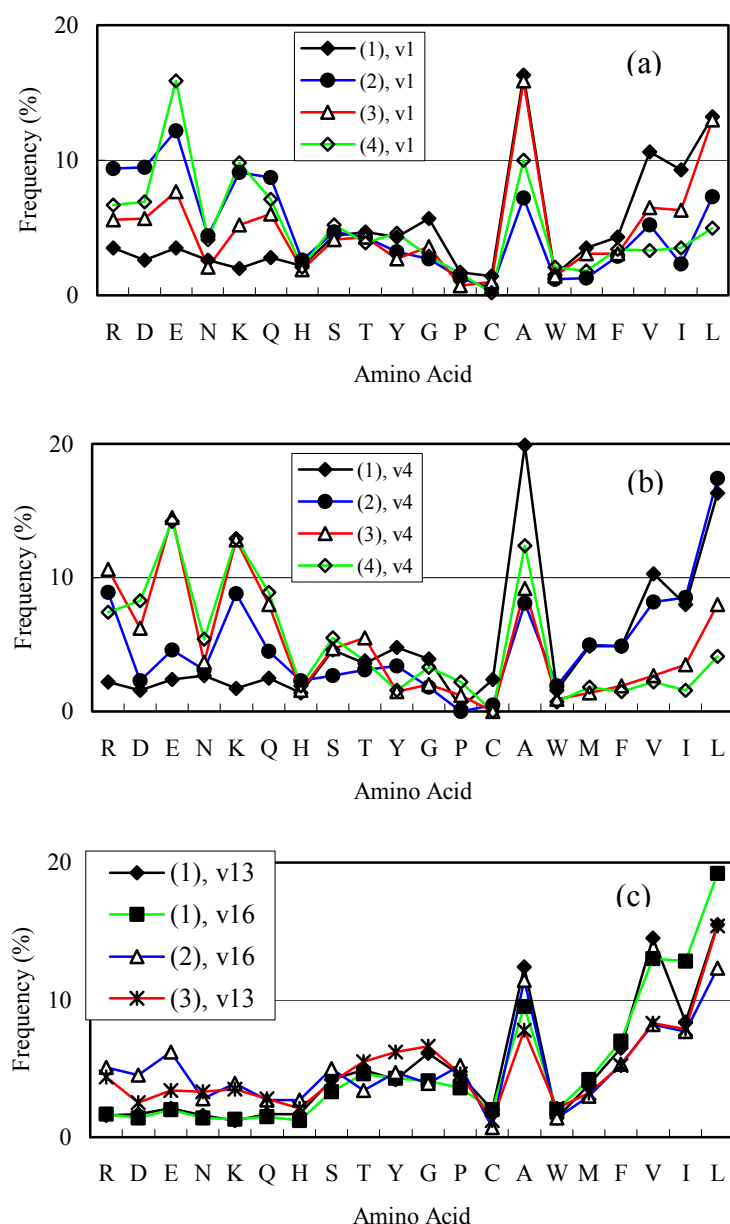 20
(a)
(1), v1
(2), v1
(3), v1
(4), v1
Frequency (%)
10
0
R D E N K Q H S T Y G P C A W M F V I L
Amino Acid
20
(b)
(1), v4
(2), v4
(3), v4
(4), v4
Frequency (%)
10
0
R D E N K Q H S T Y G P C A W M F V I L
Amino Acid
20
(c)
(1), v13
(1), v16
(2), v16
(3), v13
Frequency (%)
10
0
R D E N K Q H S T Y G P C A W M F V I L
Amino Acid